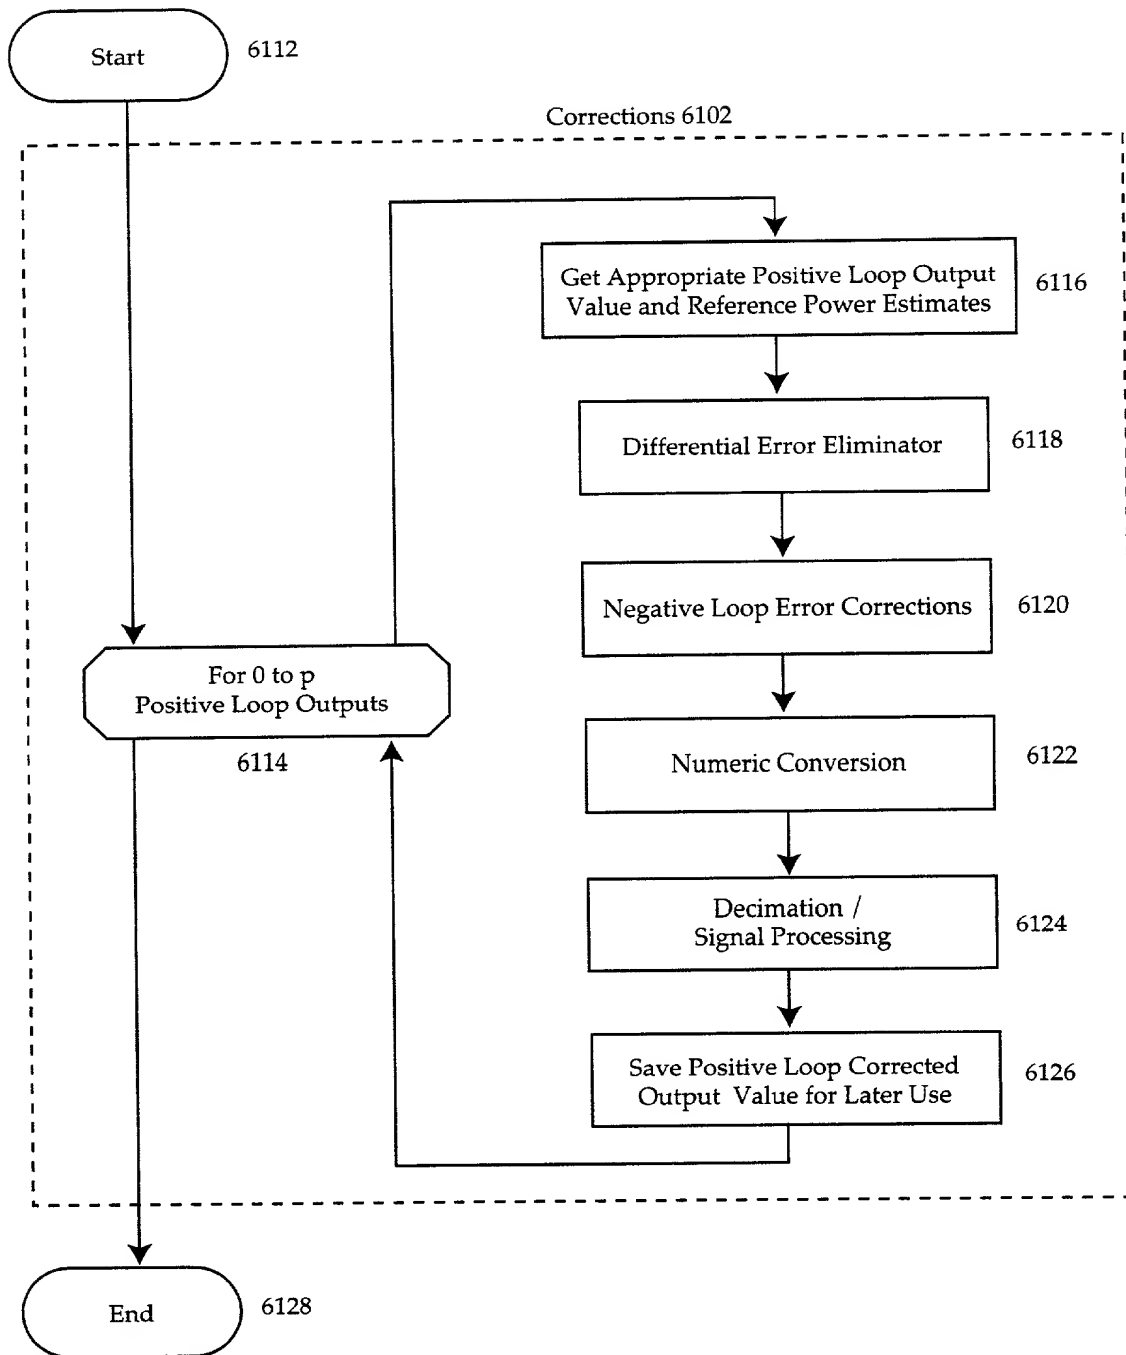 Start
6112
Corrections 6102
Get Appropriate Positive Loop Output
Value and Reference Power Estimates
6116
Differential Error Eliminator
6118
Negative Loop Error Corrections
6120
For 0 to p
Positive Loop Outputs
6114
Numeric Conversion
6122
Decimation /
Signal Processing
6124
Save Positive Loop Corrected
Output Value for Later Use
6126
End
6128